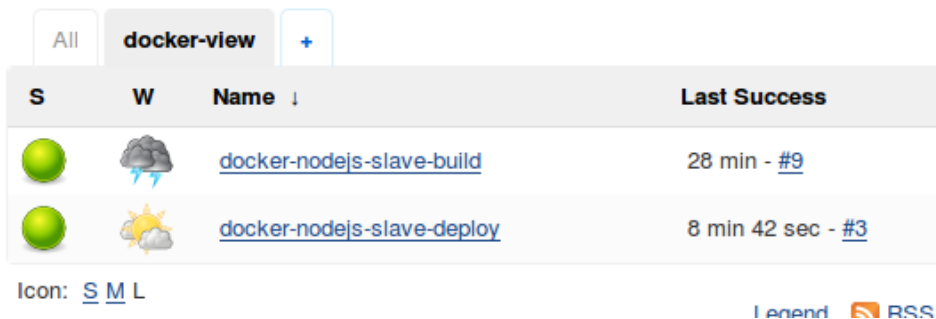 All docker-view +
S W Name ↓ Last Success
docker-nodejs-slave-build 28 min - #9
docker-nodejs-slave-deploy 8 min 42 sec - #3
Icon: S M L
Legend RSS